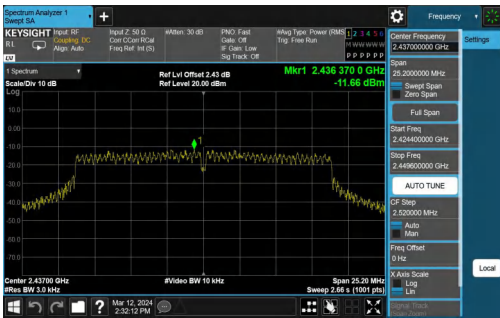 Spectrum Analyzer 1
Swept SA
Frequency
KEYSIGHT
RL
Input: RF
Coupling: DC
Align: Auto
Input Z: 50 Ω
Corr CCorr RCal
Freq Ref: Int (S)
#Atten: 30 dB
PNO: Fast
Gate: Off
IF Gain: Low
Sig Track: Off
#Avg Type: Power (RMS
Trig: Free Run
1 2 3 4 5 6
M W W W W W
P P P P P P
LW
1 Spectrum
Scale/Div 10 dB
Log
Ref Lvl Offset 2.43 dB
Ref Level 20.00 dBm
Mkr1 2.436 370 0 GHz
-11.66 dBm
1
10.0
0.00
-10.0
-20.0
-30.0
-40.0
-50.0
-60.0
-70.0
Center 2.43700 GHz
#Res BW 3.0 kHz
#Video BW 10 kHz
Span 25.20 MHz
Sweep 2.66 s (1001 pts)
Mar 12, 2024
2:32:12 PM
Center Frequency
2.437000000 GHz
Span
25.2000000 MHz
Swept Span
Zero Span
Full Span
Start Freq
2.424400000 GHz
Stop Freq
2.449600000 GHz
AUTO TUNE
CF Step
2.520000 MHz
Auto
Man
Freq Offset
0 Hz
X Axis Scale
Log
Lin
Signal Track
Settings
Local